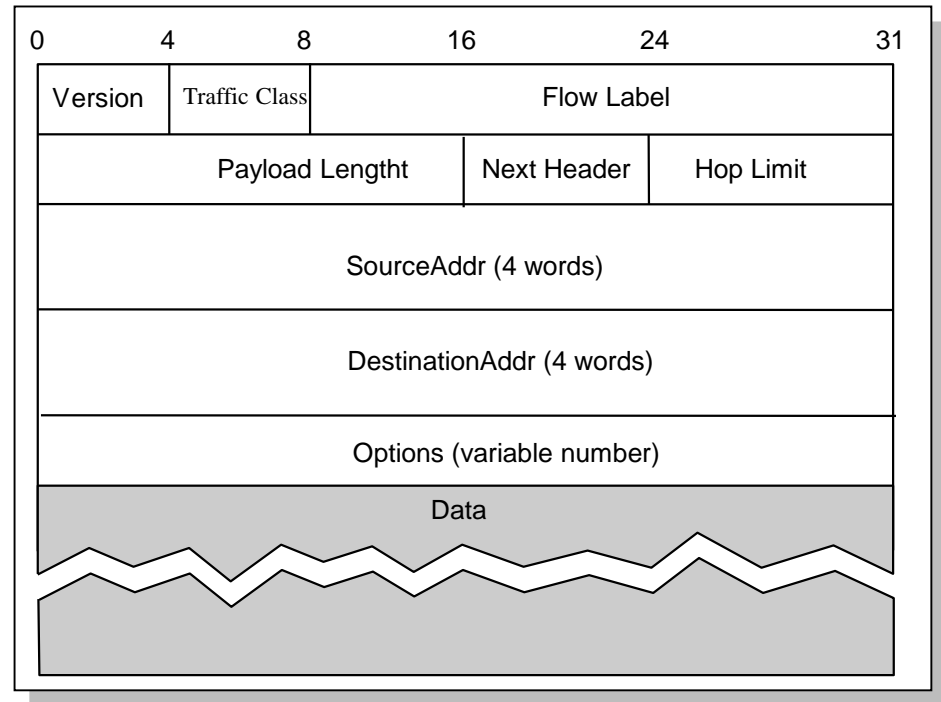 0 4 8 16 24 31
Version Traffic Class Flow Label
Payload Lenght Next Header Hop Limit
SourceAddr (4 words)
DestinationAddr (4 words)
Options (variable number)
Data